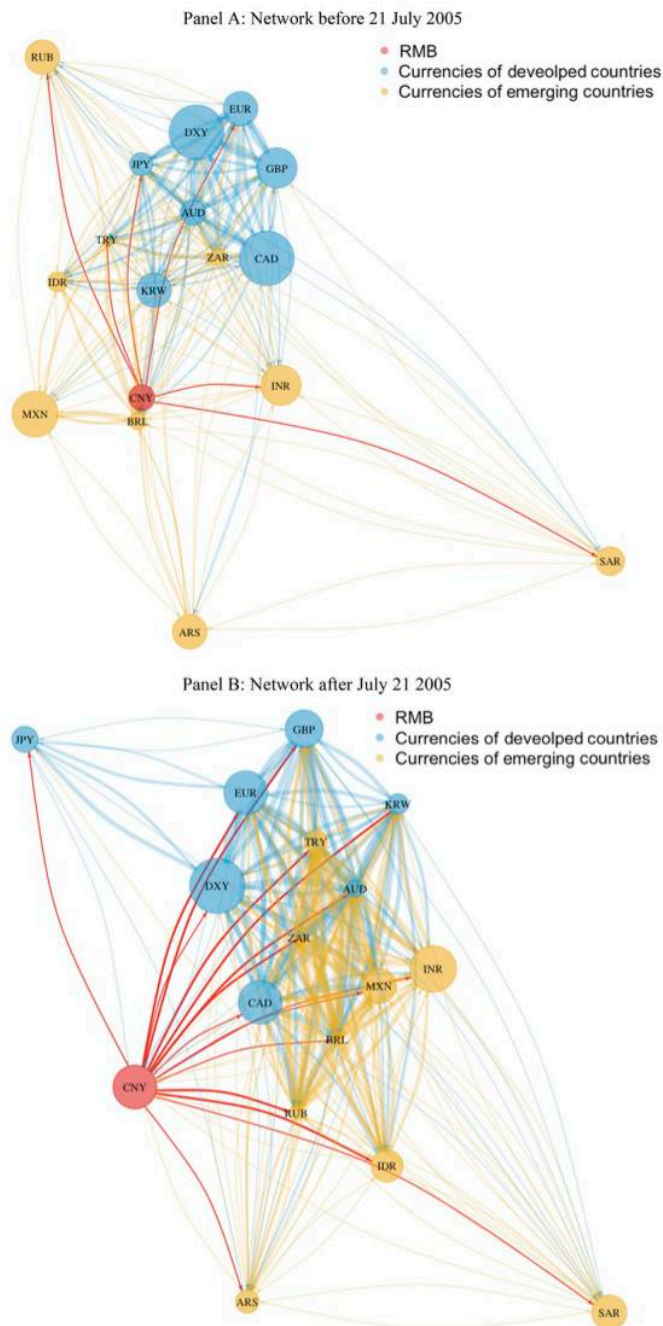 Panel A: Network before 21 July 2005
RMB
Currencies of deveolped countries
Currencies of emerging countries
RUB
EUR
DXY
JPY
GBP
AUD
TRY
ZAR
CAD
IDR
KRW
INR
CNY
MXN
BRL
SAR
ARS
Panel B: Network after July 21 2005
RMB
Currencies of deveolped countries
Currencies of emerging countries
JPY
GBP
EUR
KRW
TRY
DXY
AUD
ZAR
INR
MXN
CAD
BRL
CNY
RUB
IDR
ARS
SAR